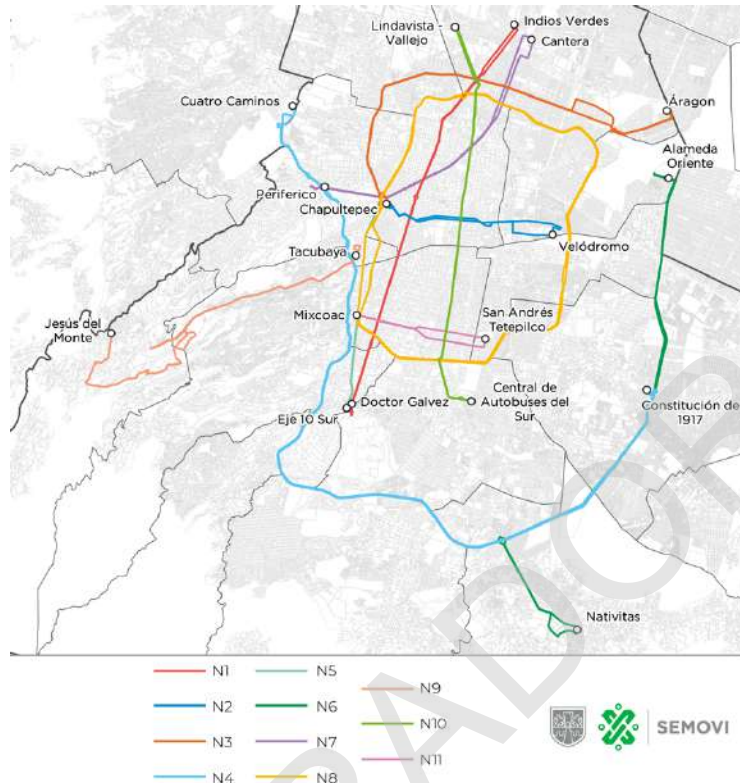 Lindavista -
Vallejo
Indios Verdes
Cantera
Cuatro Caminos
Áragon
Alameda
Oriente
Periferico
Chapultepec
Velódromo
Tacubaya
Mixcoac
San Andrés
Tetepilco
Jesús del
Monte
Doctor Galvez
Eje 10 Sur
Central de
Autobuses del
Sur
Constitución de
1917
Nativitas
N1
N2
N3
N4
N5
N6
N7
N8
N9
N10
N11
SEMOVI